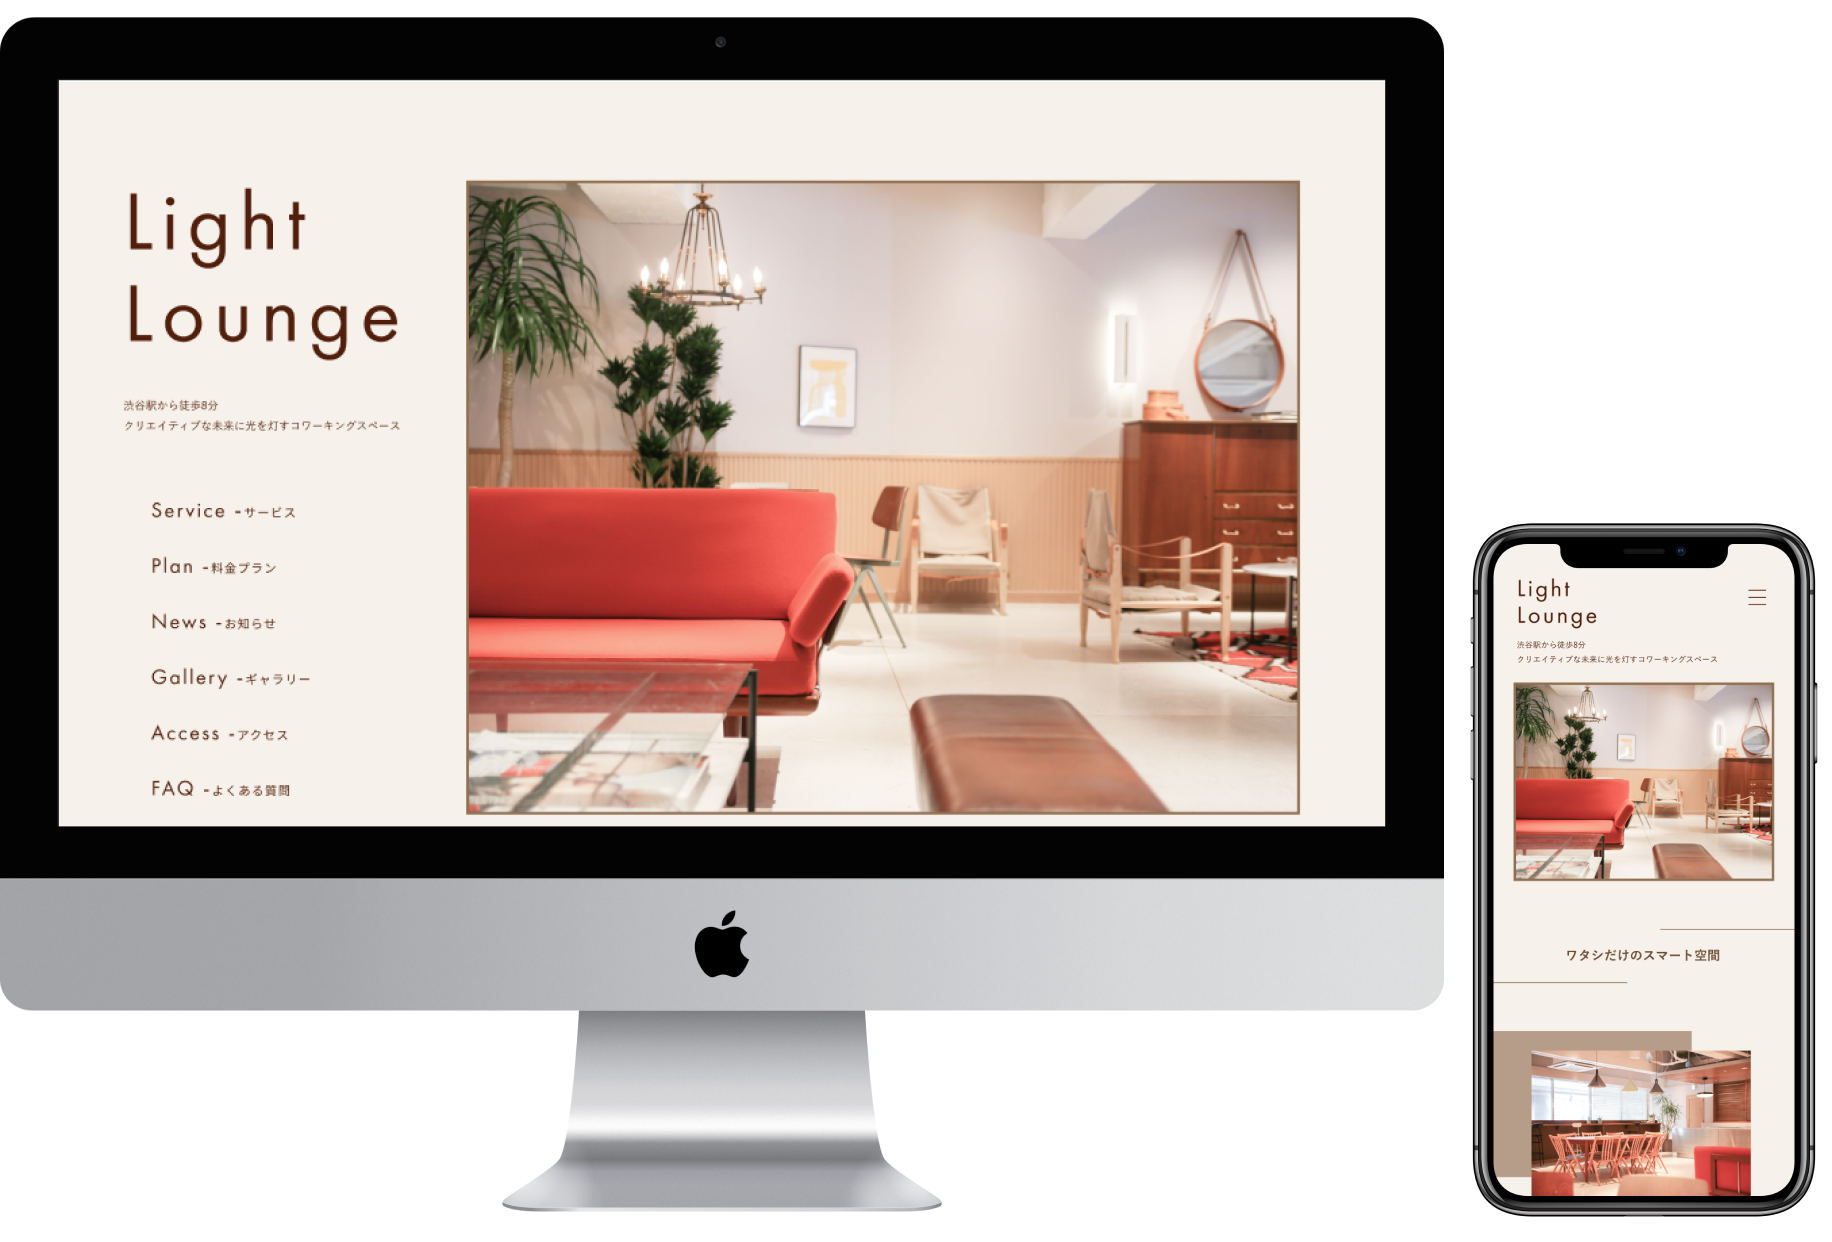 Light
Lounge
渋谷駅から徒歩8分
クリエイティブな未来に光を灯すコワーキングスペース
Service -サービス
Plan -料金プラン
News -お知らせ
Gallery -ギャラリー
Access -アクセス
FAQ -よくある質問
Light
Lounge
渋谷駅から徒歩8分
クリエイティブな未来に光を灯すコワーキングスペース
ワタシだけのスマート空間